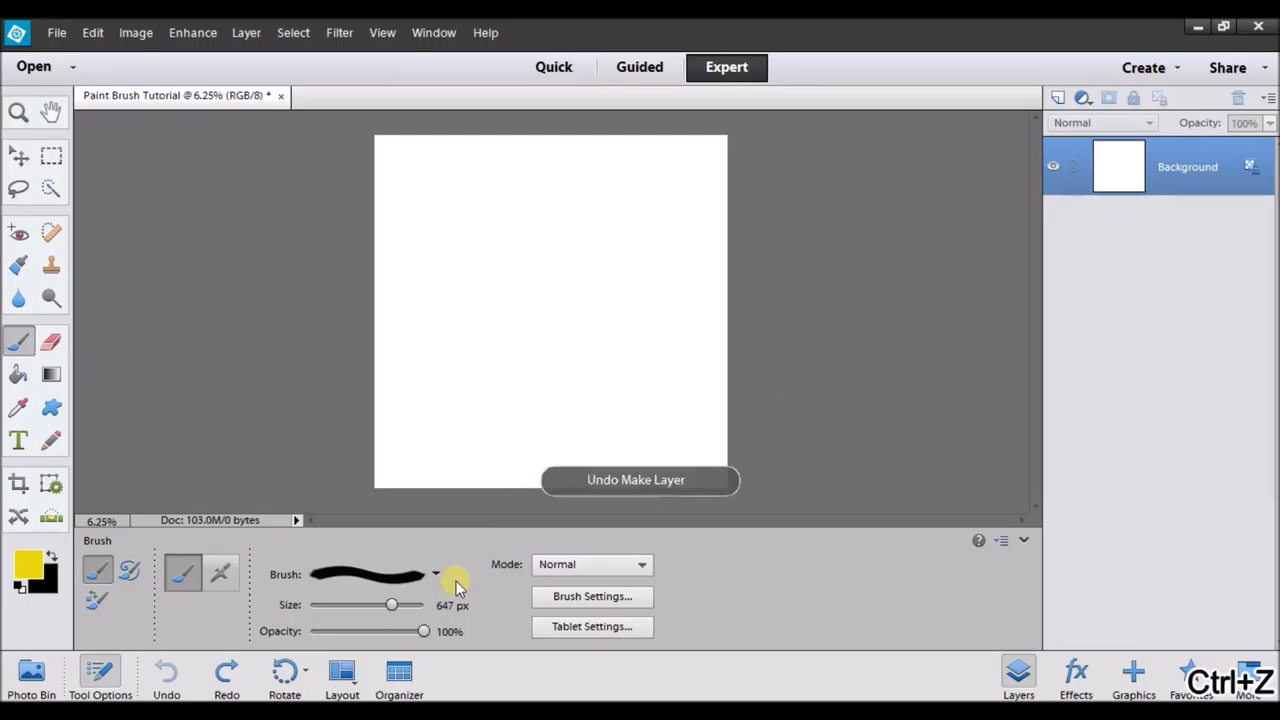 File Edit Image Enhance Layer Select Filter View Window Help
Open Quick Guided Expert Create Share
Paint Brush Tutorial @ 6.25% (RGB/8) * ×
Normal Opacity: 100%
Background
T
Undo Make Layer
6.25% Doc: 103.0M/0 bytes
Brush
Brush: Mode: Normal
Size: 647 px Brush Settings...
Opacity: 100% Tablet Settings...
Photo Bin Tool Options Undo Redo Rotate Layout Organizer Layers Effects Graphics
Ctrl+Z